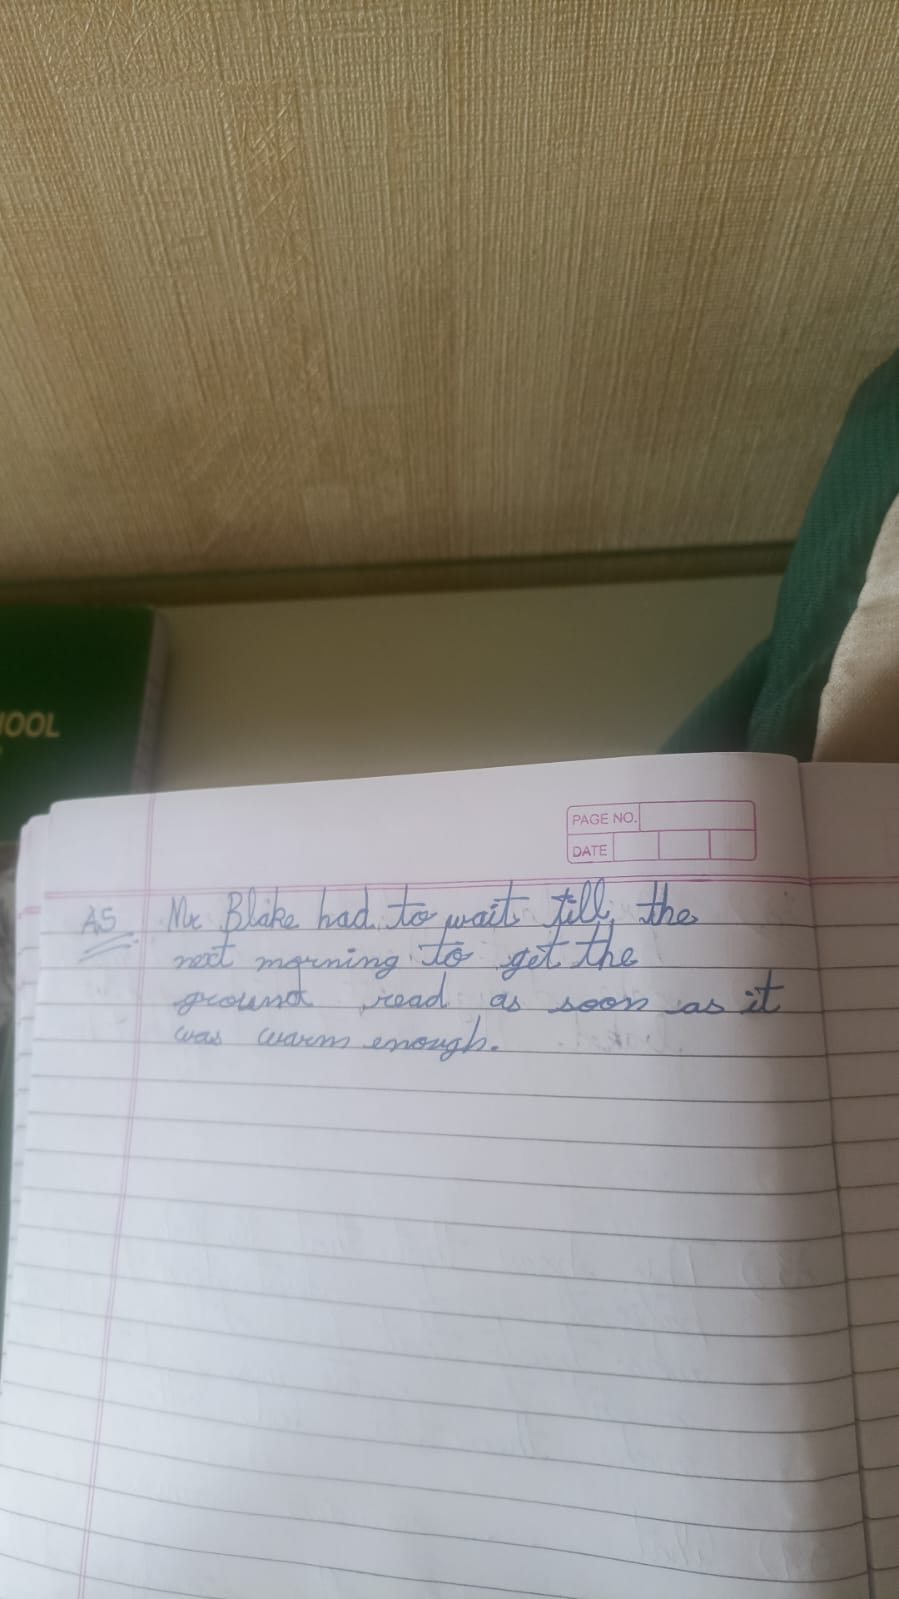 HOOL
PAGE NO.
DATE
A5 Mr Blake had to wait till the
next morning to get the
ground read as soon as it
was warm enough.